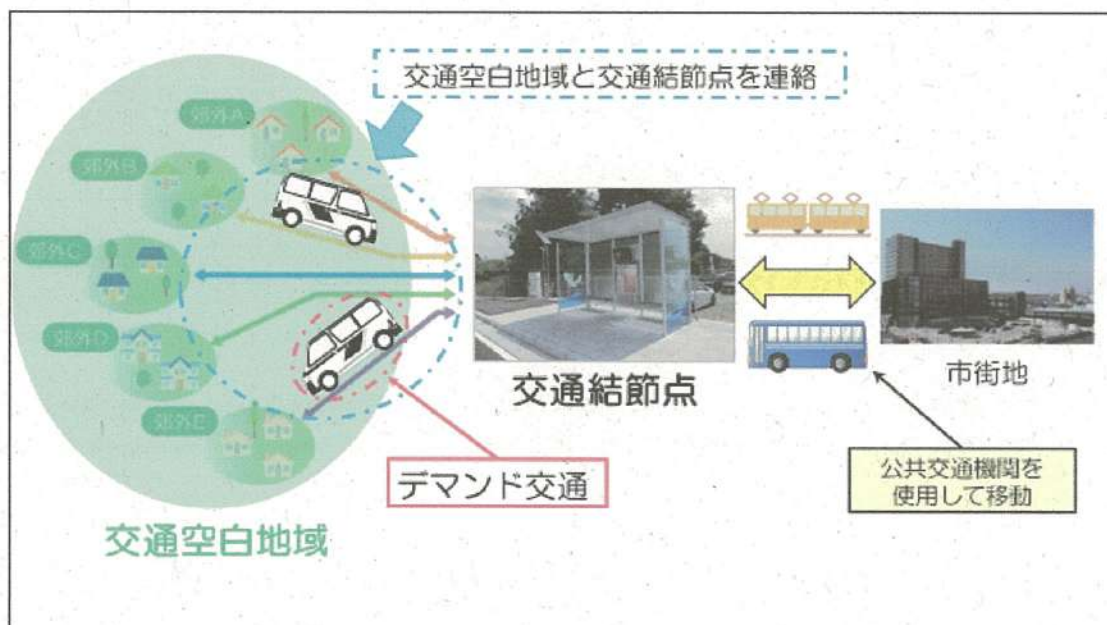 交通空白地域と交通結節点を連絡
郊外A
郊外B
郊外C
郊外D
郊外E
交通結節点
市街地
デマンド交通
公共交通機関を
使用して移動
交通空白地域